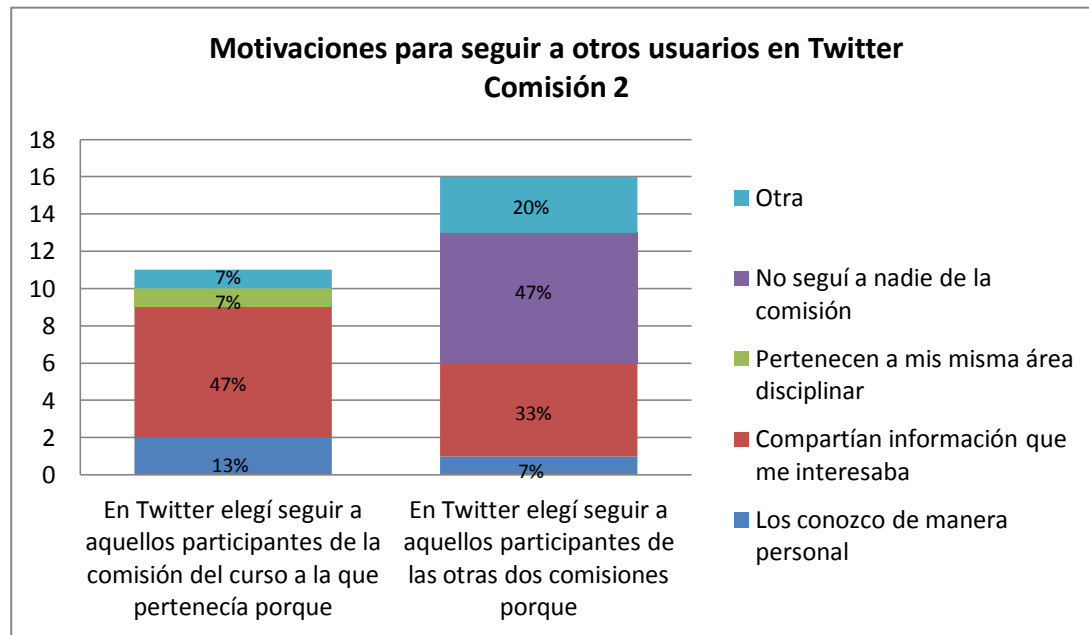 Motivaciones para seguir a otros usuarios en Twitter
Comisión 2
18
16
14
12
10
8
6
4
2
0
7%
7%
47%
13%
20%
47%
33%
7%
En Twitter elegí seguir a
aquellos participantes de la
comisión del curso a la que
pertenecía porque
En Twitter elegí seguir a
aquellos participantes de
las otras dos comisiones
porque
Otra
No seguí a nadie de la
comisión
Pertenecen a mis misma área
disciplinar
Compartían información que
me interesaba
Los conozco de manera
personal